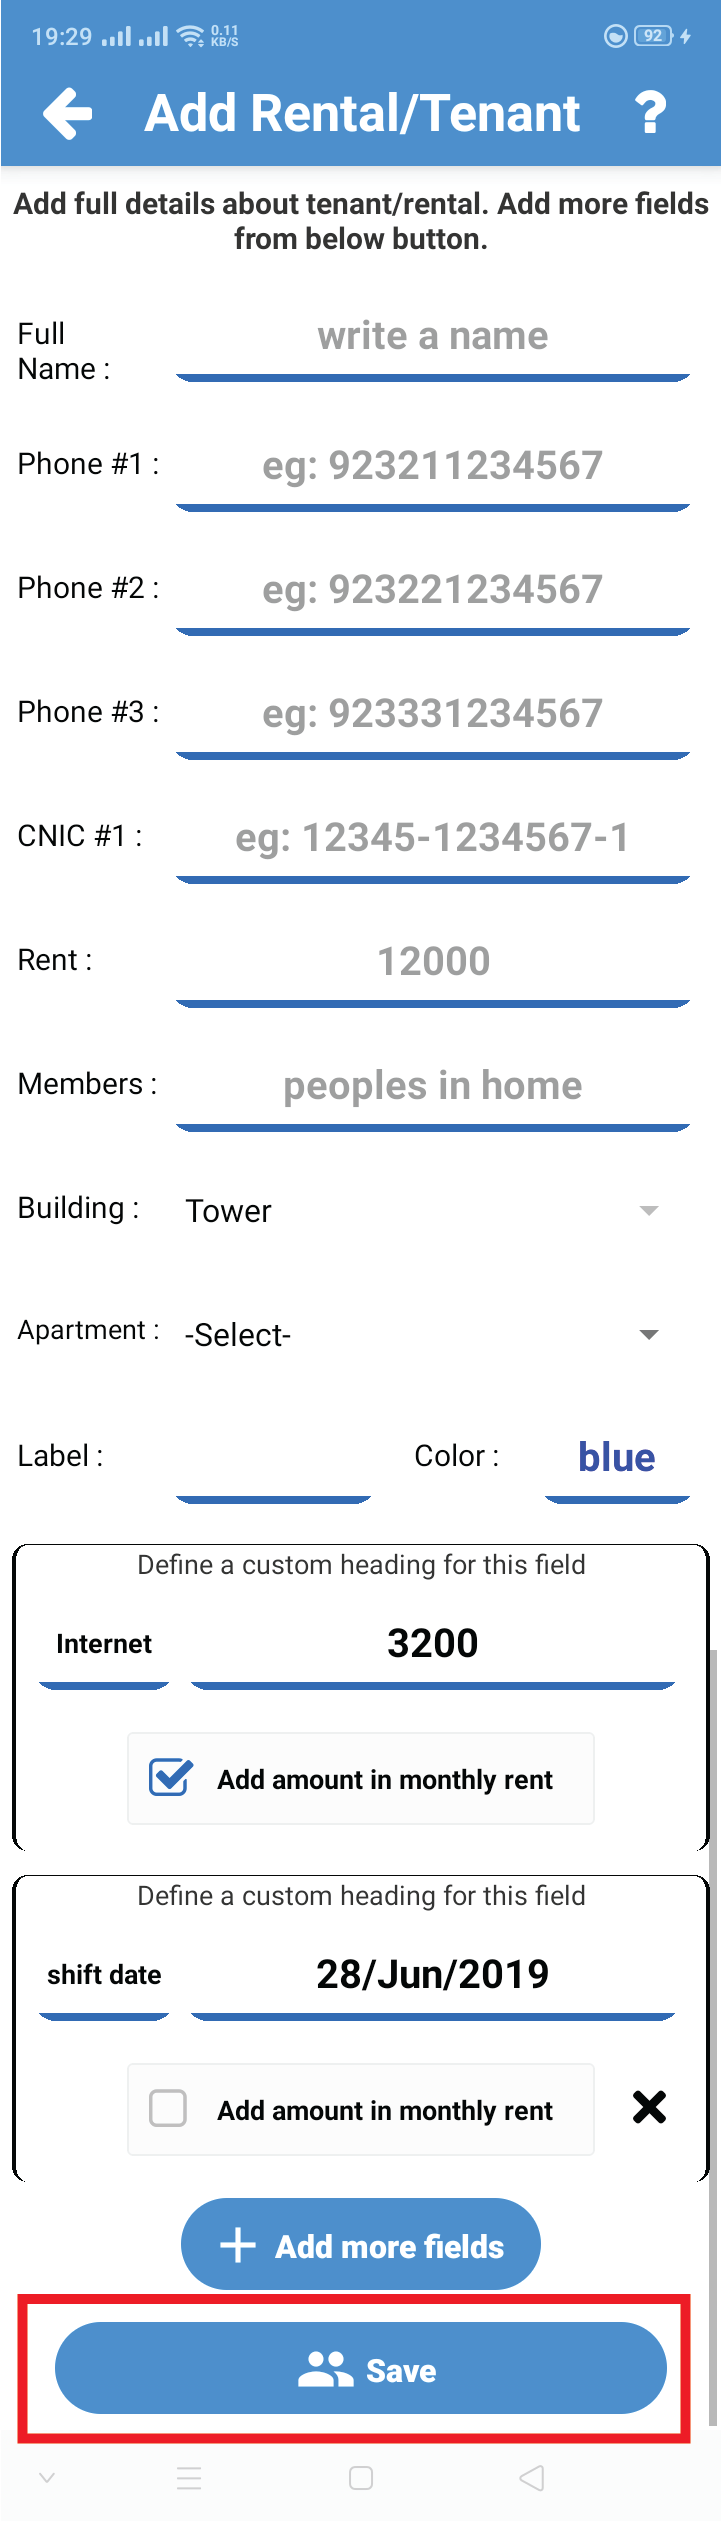 19:29 0.11 KB/S 92
Add Rental/Tenant ?
Add full details about tenant/rental. Add more fields
from below button.
Full
Name :
write a name
Phone #1 : eg: 923211234567
Phone #2 : eg: 923221234567
Phone #3 : eg: 923331234567
CNIC #1 : eg: 12345-1234567-1
Rent : 12000
Members : peoples in home
Building : Tower
Apartment : -Select-
Label : Color : blue
Define a custom heading for this field
Internet 3200
Add amount in monthly rent
Define a custom heading for this field
shift date 28/Jun/2019
Add amount in monthly rent
Add more fields
Save